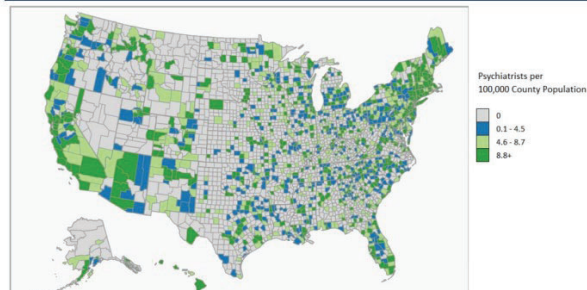 Psychiatrists per
100,000 County Population
0
0.1 - 4.5
4.6 - 8.7
8.8+